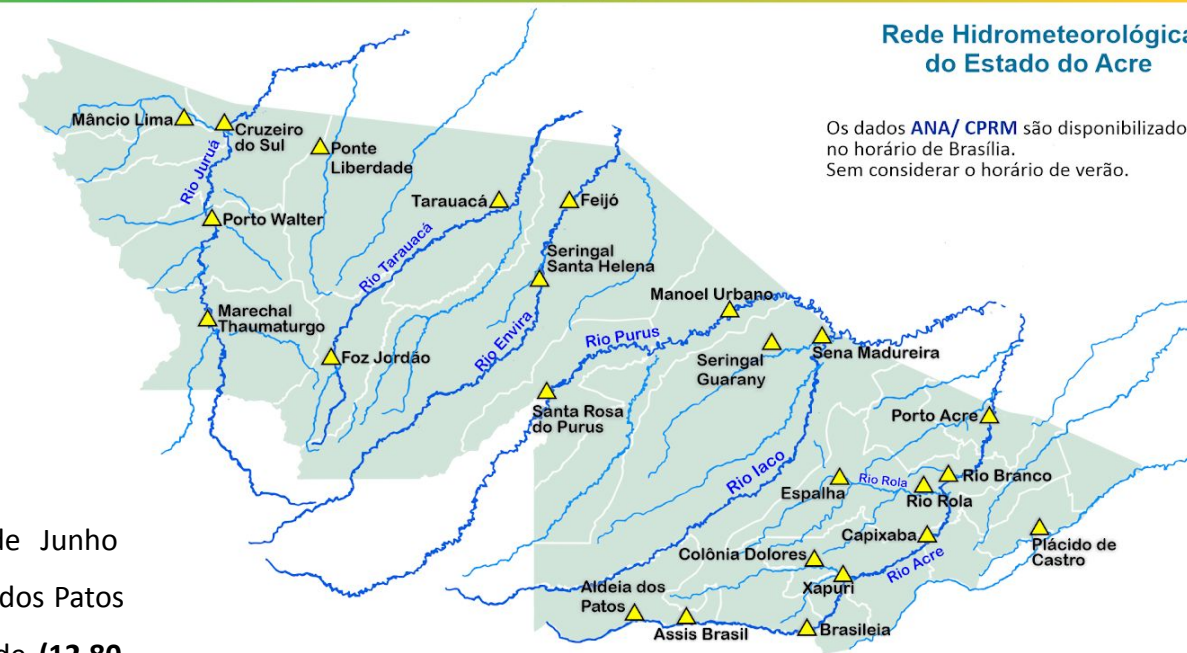 Rede Hidrometeorológica
do Estado do Acre
Os dados ANA/ CPRM são disponibilizado
no horário de Brasília.
Sem considerar o horário de verão.
Mâncio Lima
Cruzeiro
do Sul
Ponte
Liberdade
Rio Juruá
Porto Walter
Tarauacá
Feijó
Rio Tarauacá
Seringal
Santa Helena
Marechal
Thaumaturgo
Foz Jordão
Rio Envira
Manoel Urbano
Rio Purus
Seringal
Guarany
Sena Madureira
Santa Rosa
do Purus
Porto Acre
Rio Iaco
Espalha
Rio Rola
Rio Branco
Rio Rola
Capixaba
Plácido de
Castro
Colônia Dolores
Rio Acre
Xapuri
Aldeia dos
Patos
Assis Brasil
Brasileia
de Junho
dos Patos
de (12,80